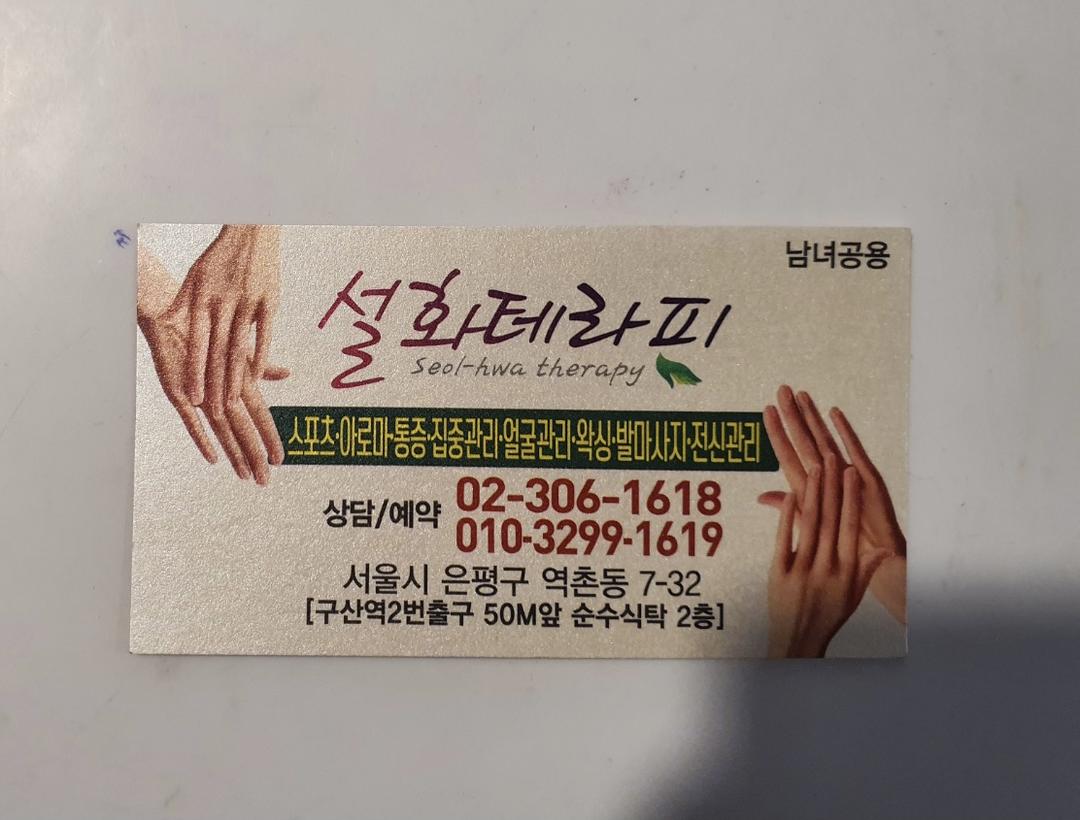 남녀공용
설화테라피
Seol-hwa therapy
스포츠·아로마·통증·집중관리·얼굴관리·왁싱·발마사지·전신관리
상담/예약 02-306-1618
010-3299-1619
서울시 은평구 역촌동 7-32
[구산역2번출구 50M앞 순수식탁 2층]